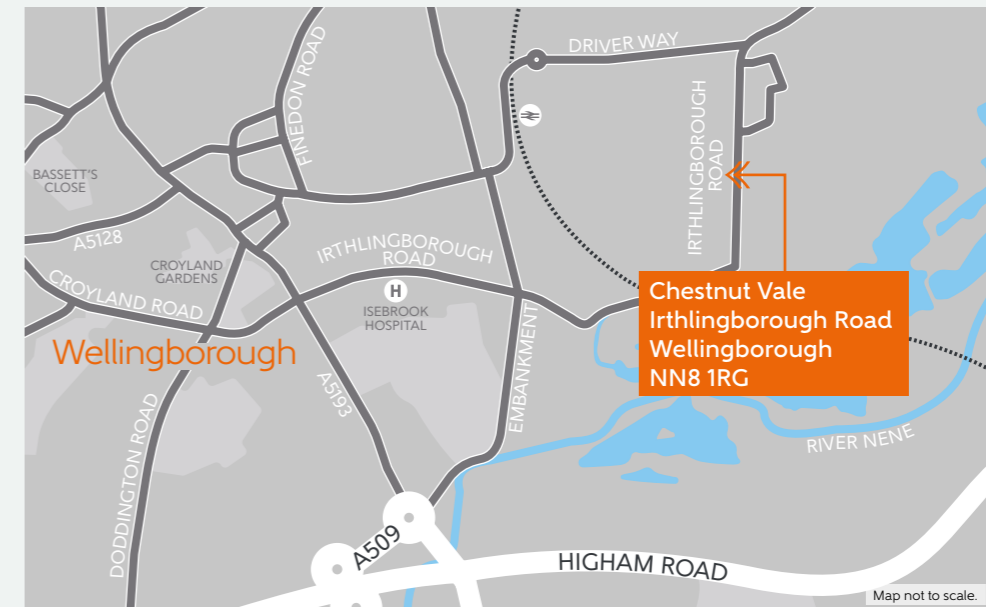 DRIVER WAY
FINEDON ROAD
IRTHLINGBOROUGH
ROAD
BASSETT'S
CLOSE
A5128
CROYLAND
GARDENS
IRTHLINGBOROUGH
ROAD
CROYLAND ROAD
H
ISEBROOK
HOSPITAL
Chestnut Vale
Irthlingborough Road
Wellingborough
NN8 1RG
Wellingborough
A5193
EMBANKMENT
RIVER NENE
DODDINGTON ROAD
A509
HIGHAM ROAD
Map not to scale.